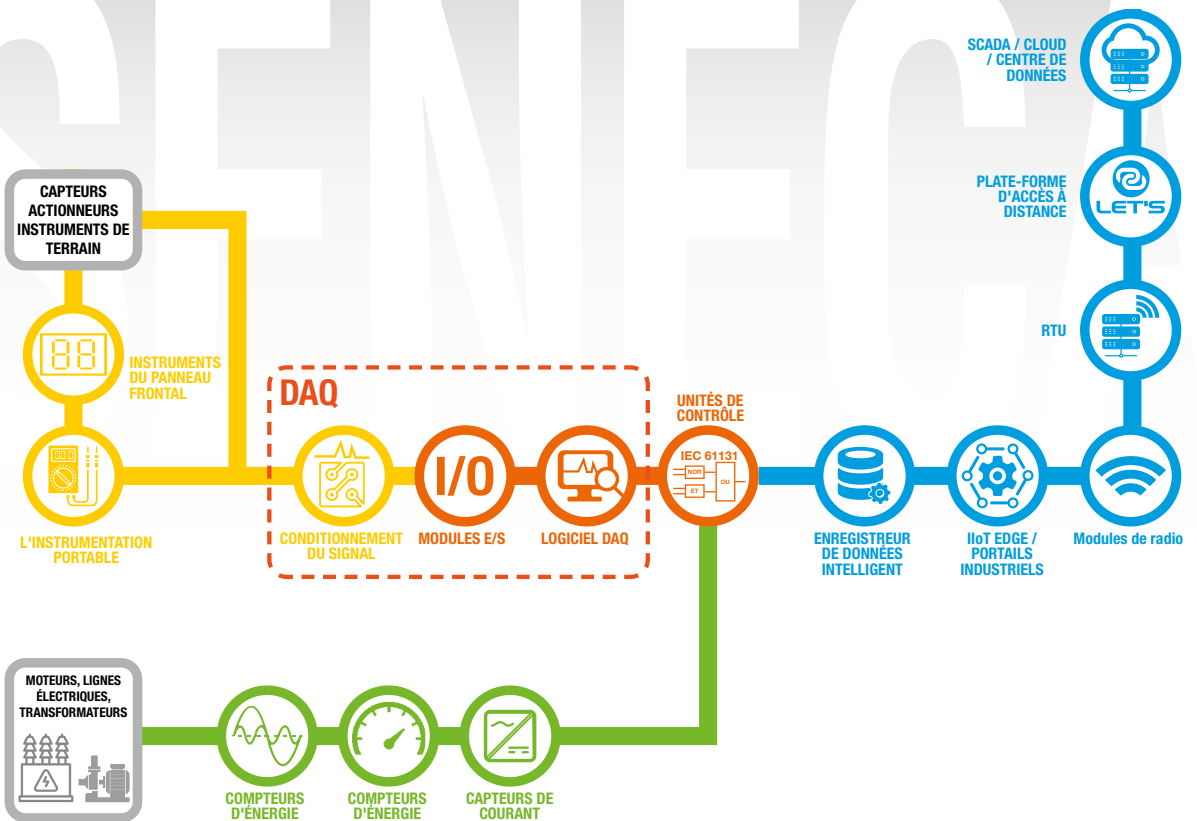 SENECA
SCADA / CLOUD
/ CENTRE DE
DONNÉES
PLATE-FORME
D'ACCÈS À
DISTANCE
LET'S
RTU
CAPTEURS
ACTIONNEURS
INSTRUMENTS DE
TERRAIN
88
INSTRUMENTS
DU PANNEAU
FRONTAL
L'INSTRUMENTATION
PORTABLE
DAQ
CONDITIONNEMENT
DU SIGNAL
I/O
MODULES E/S
LOGICIEL DAQ
UNITÉS DE
CONTRÔLE
IEC 61131
NOR
OU
ET
ENREGISTREUR
DE DONNÉES
INTELLIGENT
IIoT EDGE /
PORTAILS
INDUSTRIELS
Modules de radio
MOTEURS, LIGNES
ÉLECTRIQUES,
TRANSFORMATEURS
COMPTEURS
D'ÉNERGIE
COMPTEURS
D'ÉNERGIE
CAPTEURS DE
COURANT